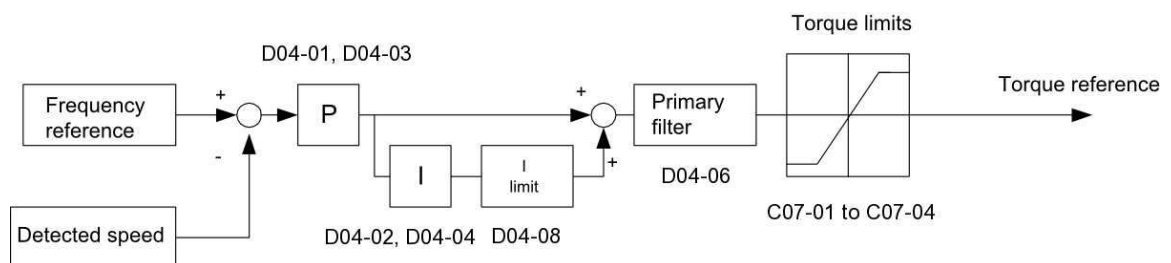 Torque limits
D04-01, D04-03
Frequency
reference
+
-
P
+
+
Primary
filter
Torque reference
I
I
limit
D04-06
Detected speed
D04-02, D04-04
D04-08
C07-01 to C07-04